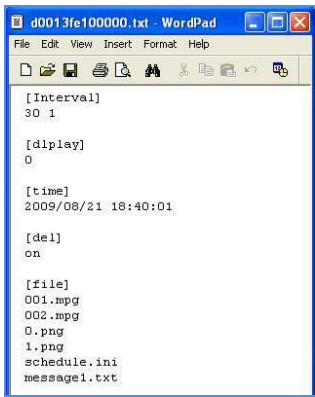 d0013fe100000.txt - WordPad
File Edit View Insert Format Help
[Interval]
30 1
[dlplay]
0
[time]
2009/08/21 18:40:01
[del]
on
[file]
001.mpg
002.mpg
0.png
1.png
schedule.ini
message1.txt